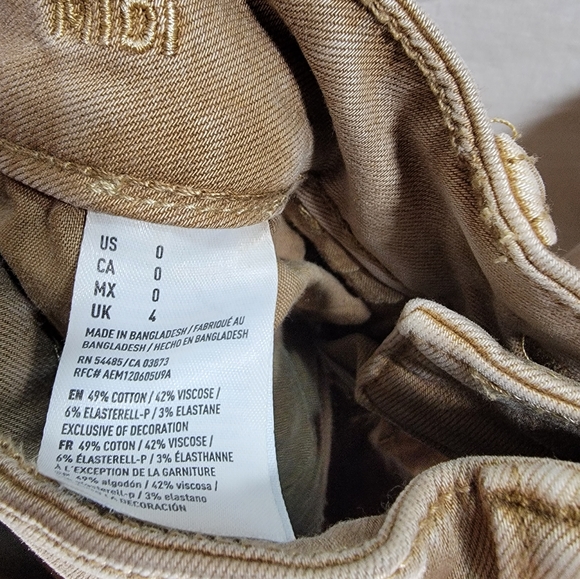 MIDI
US 0
CA 0
MX 0
UK 4
MADE IN BANGLADESH / FABRIQUÉ AU
BANGLADESH / HECHO EN BANGLADESH
RN 54485/CA 03873
RFC# AEM120605U9A
EN 49% COTTON / 42% VISCOSE /
6% ELASTERELL-P / 3% ELASTANE
EXCLUSIVE OF DECORATION
FR 49% COTON / 42% VISCOSE /
6% ÉLASTERELL-P / 3% ÉLASTHANNE
À L'EXCEPTION DE LA GARNITURE
49% algodón / 42% viscosa /
/ 3% elastano
LA DECORACIÓN